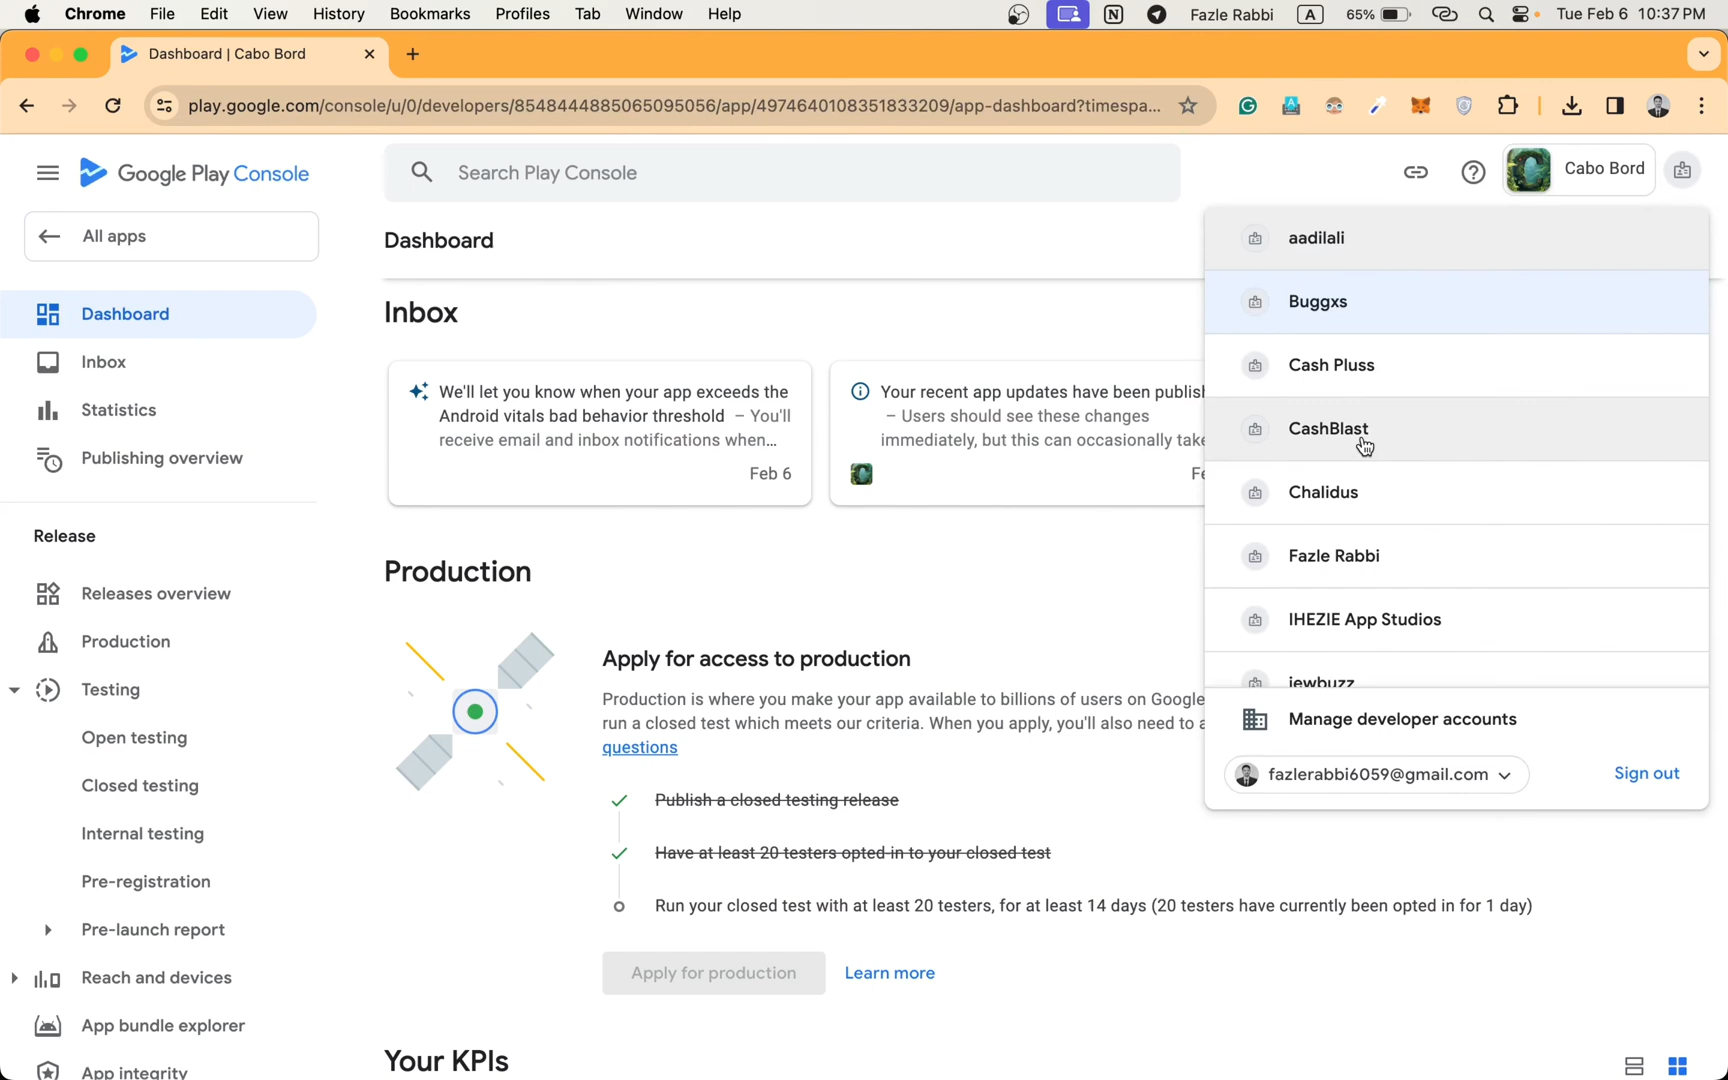 Chrome File Edit View History Bookmarks Profiles Tab Window Help Fazle Rabbi A 65% Tue Feb 6 10:37 PM
Dashboard | Cabo Bord
play.google.com/console/u/0/developers/8548444885065095056/app/4974640108351833209/app-dashboard?timespa...
Google Play Console
Search Play Console
Cabo Bord
All apps
Dashboard
Inbox
Statistics
Publishing overview
Release
Releases overview
Production
Testing
Open testing
Closed testing
Internal testing
Pre-registration
Pre-launch report
Reach and devices
App bundle explorer
App integrity
Dashboard
Inbox
We'll let you know when your app exceeds the
Android vitals bad behavior threshold – You'll
receive email and inbox notifications when...
Feb 6
Your recent app updates have been publish
– Users should see these changes
immediately, but this can occasionally take
Fe
Production
Apply for access to production
Production is where you make your app available to billions of users on Google
run a closed test which meets our criteria. When you apply, you'll also need to a
questions
Publish a closed testing release
Have at least 20 testers opted-in to your closed test
Run your closed test with at least 20 testers, for at least 14 days (20 testers have currently been opted in for 1 day)
Apply for production Learn more
Your KPIs
aadilali
Buggxs
Cash Pluss
CashBlast
Chalidus
Fazle Rabbi
IHEZIE App Studios
jewbuzz
Manage developer accounts
fazlerabbi6059@gmail.com Sign out